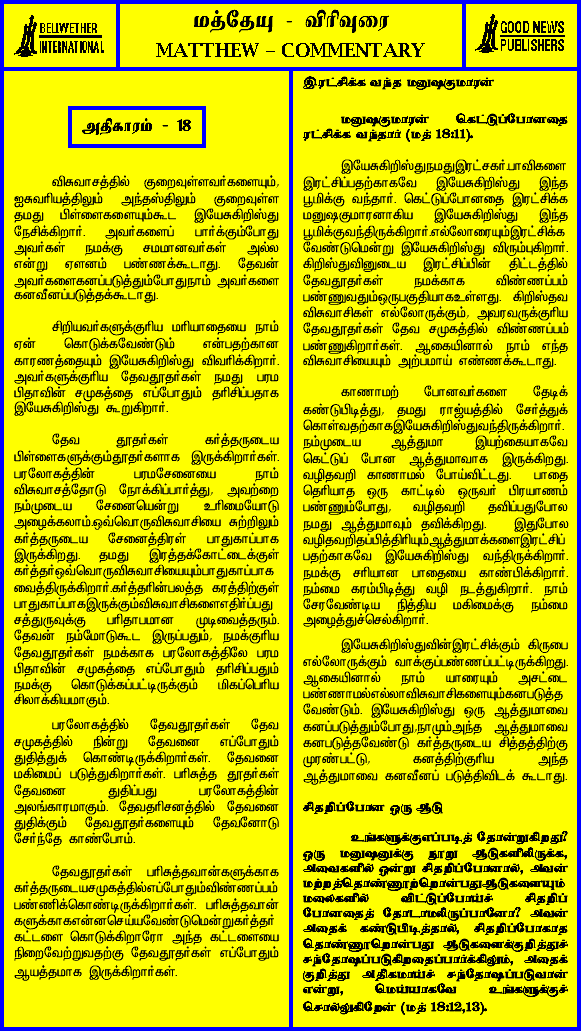 BELLWETHER
INTERNATIONAL
மத்தேயு - விரிவுரை
MATTHEW – COMMENTARY
GOOD NEWS
PUBLISHERS
அதிகாரம் - 18
விசுவாசத்தில் குறைவுள்ளவர்களையும்,
ஐசுவரியத்திலும் அந்தஸ்திலும் குறைவுள்ள
தமது பிள்ளைகளையும்கூட இயேசுகிறிஸ்து
நேசிக்கிறார். அவர்களைப் பார்க்கும்போது
அவர்கள் நமக்கு சமமானவர்கள் அல்ல
என்று ஏளனம் பண்ணக்கூடாது. தேவன்
அவர்களைகனப்படுத்தும்போதுநாம் அவர்களை
கனவீனப்படுத்தக்கூடாது.
சிறியவர்களுக்குரிய மரியாதையை நாம்
ஏன் கொடுக்கவேண்டும் என்பதற்கான
காரணத்தையும் இயேசுகிறிஸ்து விவரிக்கிறார்.
அவர்களுக்குரிய தேவதூதர்கள் நமது பரம
பிதாவின் சமுகத்தை எப்போதும் தரிசிப்பதாக
இயேசுகிறிஸ்து கூறுகிறார்.
தேவ தூதர்கள் கர்த்தருடைய
பிள்ளைகளுக்கும்தூதர்களாக இருக்கிறார்கள்.
பரலோகத்தின் பரமசேனையை நாம்
விசுவாசத்தோடு நோக்கிப்பார்த்து, அவற்றை
நம்முடைய சேனையென்று உரிமையோடு
அழைக்கலாம்.ஒவ்வொருவிசுவாசியை சுற்றிலும்
கர்த்தருடைய சேனைத்திரள் பாதுகாப்பாக
இருக்கிறது. தமது இரத்தக்கோட்டைக்குள்
கர்த்தர்ஒவ்வொருவிசுவாசியையும்பாதுகாப்பாக
வைத்திருக்கிறார்.கர்த்தரின்பலத்த கரத்திற்குள்
பாதுகாப்பாகஇருக்கும்விசுவாசிகளைஎதிர்ப்பது
சத்துருவுக்கு பரிதாபமான முடிவைத்தரும்.
தேவன் நம்மோடுகூட இருப்பதும், நமக்குரிய
தேவதூதர்கள் நமக்காக பரலோகத்திலே பரம
பிதாவின் சமுகத்தை எப்போதும் தரிசிப்பதும்
நமக்கு கொடுக்கப்பட்டிருக்கும் மிகப்பெரிய
சிலாக்கியமாகும்.
பரலோகத்தில் தேவதூதர்கள் தேவ
சமுகத்தில் நின்று தேவனை எப்போதும்
துதித்துக் கொண்டிருக்கிறார்கள். தேவனை
மகிமைப் படுத்துகிறார்கள். பரிசுத்த தூதர்கள்
தேவனை துதிப்பது பரலோகத்தின்
அலங்காரமாகும். தேவதரிசனத்தில் தேவனை
துதிக்கும் தேவதூதர்களையும் தேவனோடு
சேர்ந்தே காண்போம்.
தேவதூதர்கள் பரிசுத்தவான்களுக்காக
கர்த்தருடையசமுகத்தில்எப்போதும்விண்ணப்பம்
பண்ணிக்கொண்டிருக்கிறார்கள். பரிசுத்தவான்
களுக்காகஎன்னசெய்யவேண்டுமென்றுகர்த்தர்
கட்டளை கொடுக்கிறாரோ அந்த கட்டளையை
நிறைவேற்றுவதற்கு தேவதூதர்கள் எப்போதும்
ஆயத்தமாக இருக்கிறார்கள்.
இரட்சிக்க வந்த மனுஷகுமாரன்
மனுஷகுமாரன் கெட்டுப்போனதை
ரட்சிக்க வந்தார் (மத் 18:11).
இயேசுகிறிஸ்துநமதுஇரட்சகர்.பாவிகளை
இரட்சிப்பதற்காகவே இயேசுகிறிஸ்து இந்த
பூமிக்கு வந்தார். கெட்டுப்போனதை இரட்சிக்க
மனுஷகுமாரனாகிய இயேசுகிறிஸ்து இந்த
பூமிக்குவந்திருக்கிறார்.எல்லோரையும்இரட்சிக்க
வேண்டுமென்று இயேசுகிறிஸ்து விரும்புகிறார்.
கிறிஸ்துவினுடைய இரட்சிப்பின் திட்டத்தில்
தேவதூதர்கள் நமக்காக விண்ணப்பம்
பண்ணுவதும்ஒருபகுதியாகஉள்ளது. கிறிஸ்தவ
விசுவாசிகள் எல்லோருக்கும், அவரவருக்குரிய
தேவதூதர்கள் தேவ சமுகத்தில் விண்ணப்பம்
பண்ணுகிறார்கள். ஆகையினால் நாம் எந்த
விசுவாசியையும் அற்பமாய் எண்ணக்கூடாது.
காணாமற் போனவர்களை தேடிக்
கண்டுபிடித்து, தமது ராஜ்யத்தில் சேர்த்துக்
கொள்வதற்காகஇயேசுகிறிஸ்துவந்திருக்கிறார்.
நம்முடைய ஆத்துமா இயற்கையாகவே
கெட்டுப் போன ஆத்துமாவாக இருக்கிறது.
வழிதவறி காணாமல் போய்விட்டது. பாதை
தெரியாத ஒரு காட்டில் ஒருவர் பிரயாணம்
பண்ணும்போது, வழிதவறி தவிப்பதுபோல
நமது ஆத்துமாவும் தவிக்கிறது. இதுபோல
வழிதவறிதப்பித்திரியும்ஆத்துமாக்களைஇரட்சிப்
பதற்காகவே இயேசுகிறிஸ்து வந்திருக்கிறார்.
நமக்கு சரியான பாதையை காண்பிக்கிறார்.
நம்மை கரம்பிடித்து வழி நடத்துகிறார். நாம்
சேரவேண்டிய நித்திய மகிமைக்கு நம்மை
அழைத்துச்செல்கிறார்.
இயேசுகிறிஸ்துவின்இரட்சிக்கும் கிருபை
எல்லோருக்கும் வாக்குப்பண்ணப்பட்டிருக்கிறது.
ஆகையினால் நாம் யாரையும் அசட்டை
பண்ணாமல்எல்லாவிசுவாசிகளையும்கனபடுத்த
வேண்டும். இயேசுகிறிஸ்து ஒரு ஆத்துமாவை
கனப்படுத்தும்போது,நாமும்அந்த ஆத்துமாவை
கனபடுத்தவேண்டு கர்த்தருடைய சித்தத்திற்கு
முரண்பட்டு, கனத்திற்குரிய அந்த
ஆத்துமாவை கனவீனப் படுத்திவிடக் கூடாது.
சிதறிப்போன ஒரு ஆடு
உங்களுக்குஎப்படித் தோன்றுகிறது?
ஒரு மனுஷனுக்கு நூறு ஆடுகளிலிருக்க,
அவைகளில் ஒன்று சிதறிப்போனால், அவன்
மற்றத்தொண்ணூற்றொன்பதுஆடுகளையும்
மலைகளில் விட்டுப்போய்ச் சிதறிப்
போனதைத் தேடாமலிருப்பானோ? அவன்
அதைக் கண்டுபிடித்தால், சிதறிப்போகாத
தொண்ணூறொன்பது ஆடுகளைக்குறித்துச்
சந்தோஷப்படுகிறதைப்பார்க்கிலும், அதைக்
குறித்து அதிகமாய்ச் சந்தோஷப்படுவான்
என்று, மெய்யாகவே உங்களுக்குச்
சொல்லுகிறேன் (மத் 18:12,13).